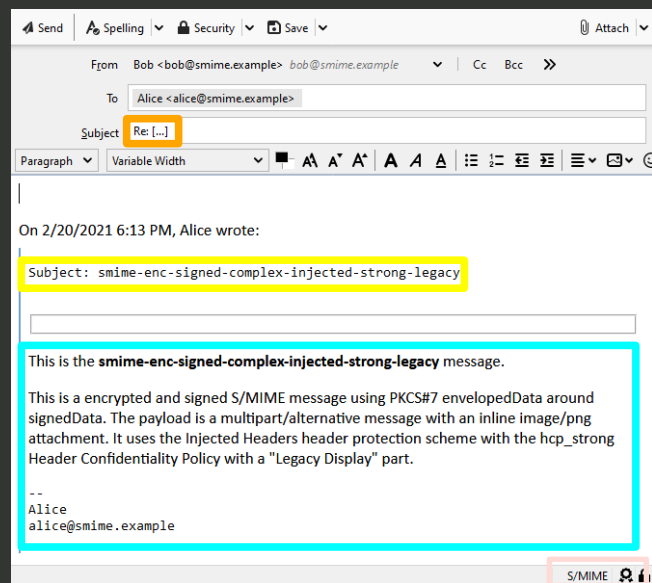 Send Spelling Security Save Attach
From Bob <bob@smime.example> bob@smime.example Cc Bcc
To Alice <alice@smime.example>
Subject Re: [...]
Paragraph Variable Width
On 2/20/2021 6:13 PM, Alice wrote:
Subject: smime-enc-signed-complex-injected-strong-legacy
This is the smime-enc-signed-complex-injected-strong-legacy message.
This is a encrypted and signed S/MIME message using PKCS#7 envelopedData around
signedData. The payload is a multipart/alternative message with an inline image/png
attachment. It uses the Injected Headers header protection scheme with the hcp_strong
Header Confidentiality Policy with a "Legacy Display" part.
--
Alice
alice@smime.example
S/MIME